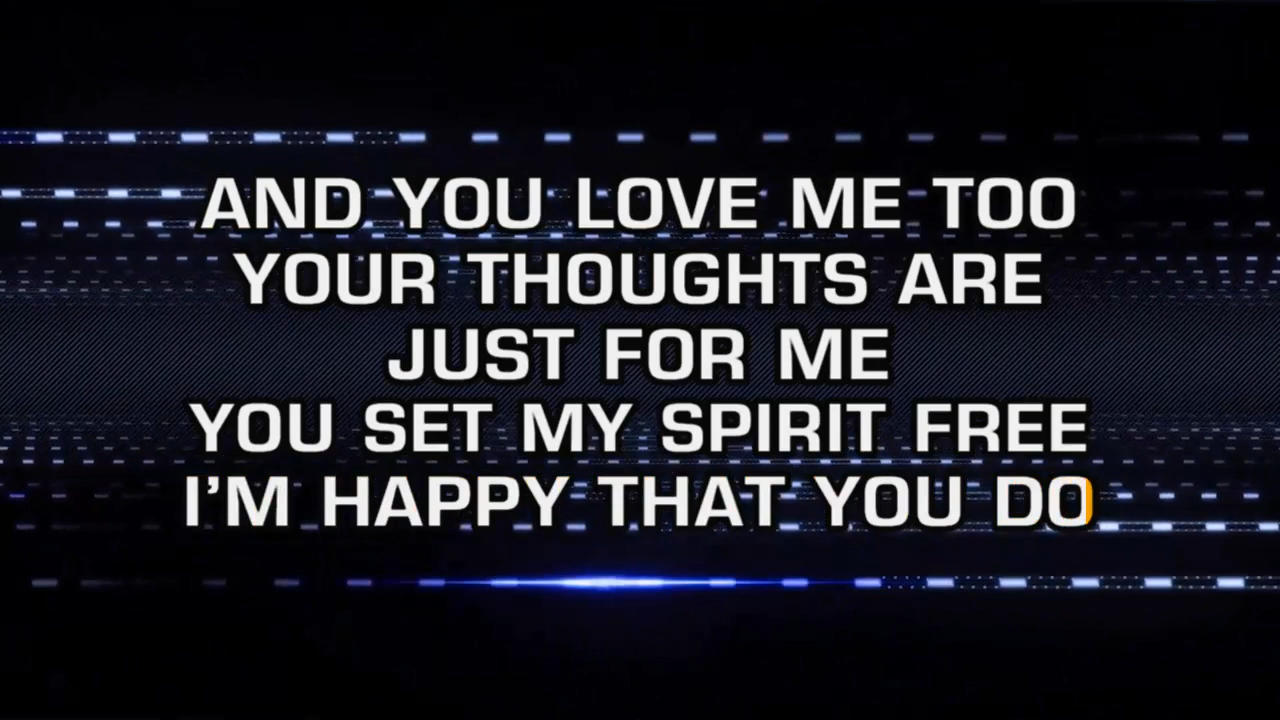 AND YOU LOVE ME TOO
YOUR THOUGHTS ARE
JUST FOR ME
YOU SET MY SPIRIT FREE
I’M HAPPY THAT YOU DO